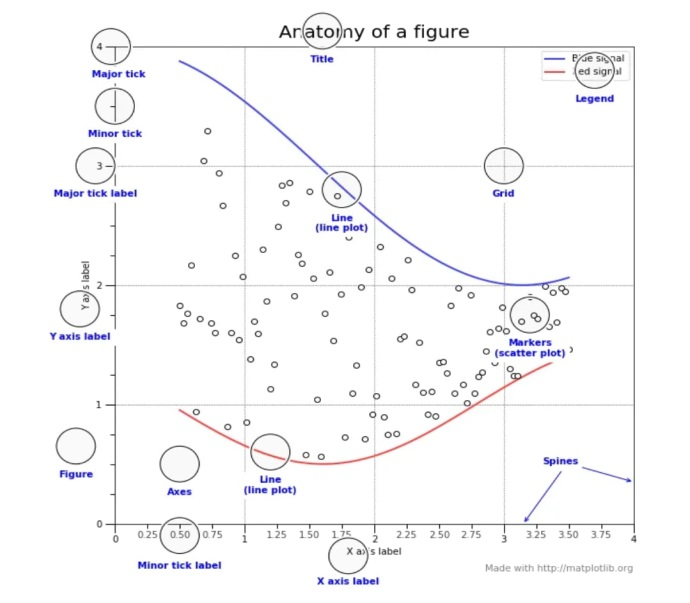 Anatomy of a figure
Title
4
Major tick
Blue signal
Red signal
Legend
Minor tick
3
Major tick label
Grid
Line
(line plot)
Y axis label
2
Y axis label
Markers
(scatter plot)
1
Figure
Axes
Line
(line plot)
Spines
0
0 0.25 0.50 0.75 1 1.25 1.50 1.75 2 2.25 2.50 2.75 3 3.25 3.50 3.75 4
X axis label
Minor tick label
X axis label
Made with http://matplotlib.org